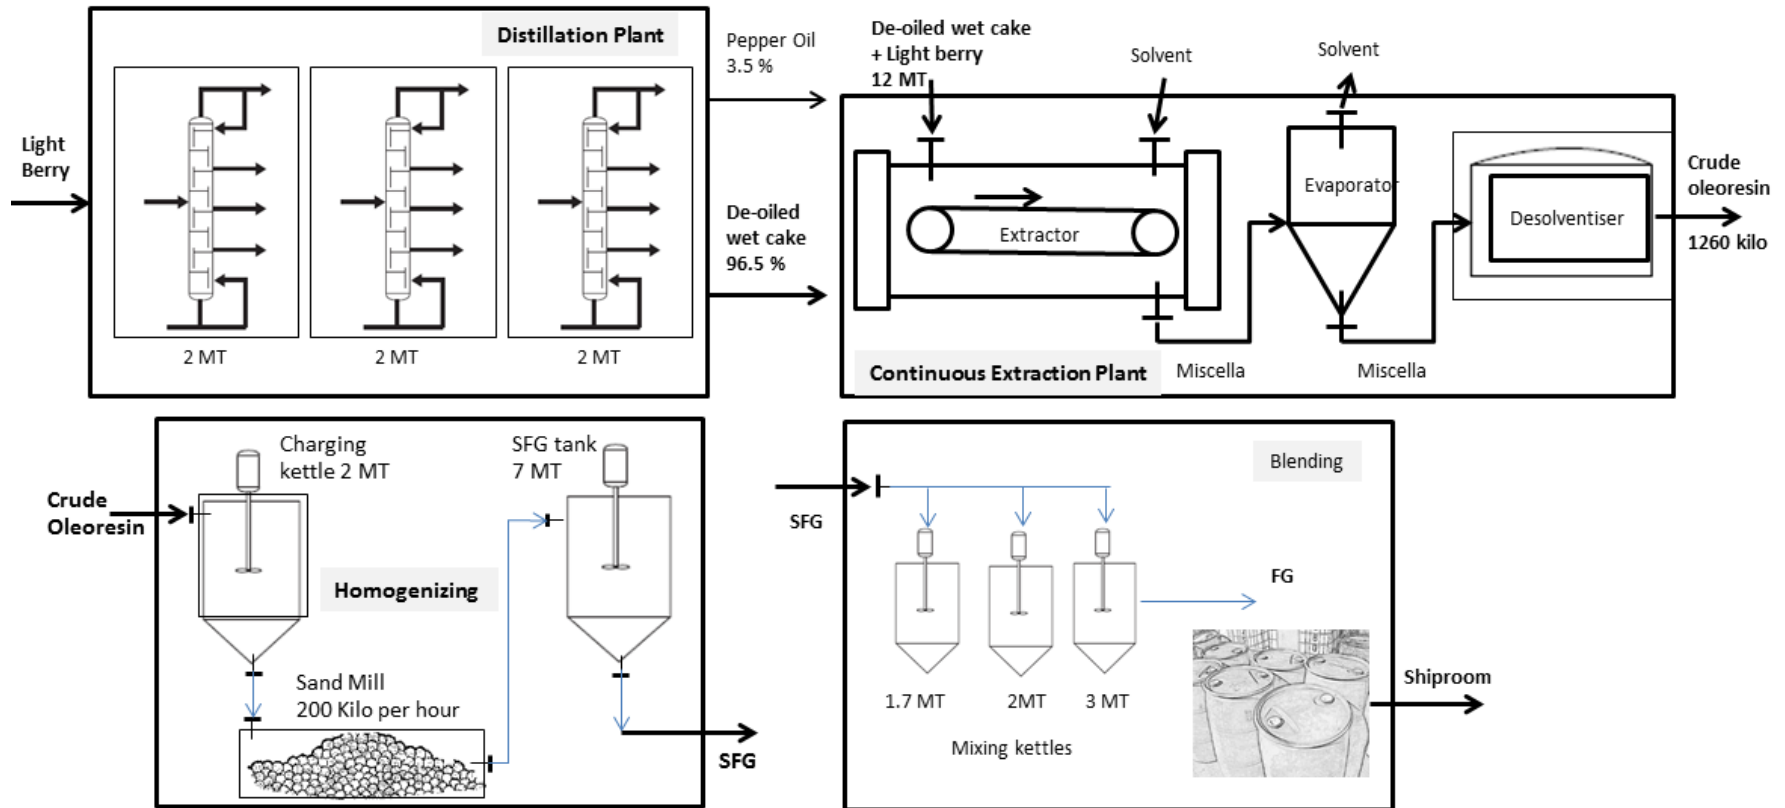 Distillation Plant
Light
Berry
2 MT
2 MT
2 MT
Pepper Oil
3.5 %
De-oiled
wet cake
96.5 %
De-oiled wet cake
+ Light berry
12 MT
Solvent
Solvent
Extractor
Evaporator
Desolventiser
Crude
oleoresin
1260 kilo
Continuous Extraction Plant
Miscella
Miscella
Charging
kettle 2 MT
SFG tank
7 MT
Crude
Oleoresin
Homogenizing
Sand Mill
200 Kilo per hour
SFG
Blending
SFG
FG
1.7 MT
2MT
3 MT
Mixing kettles
Shiproom